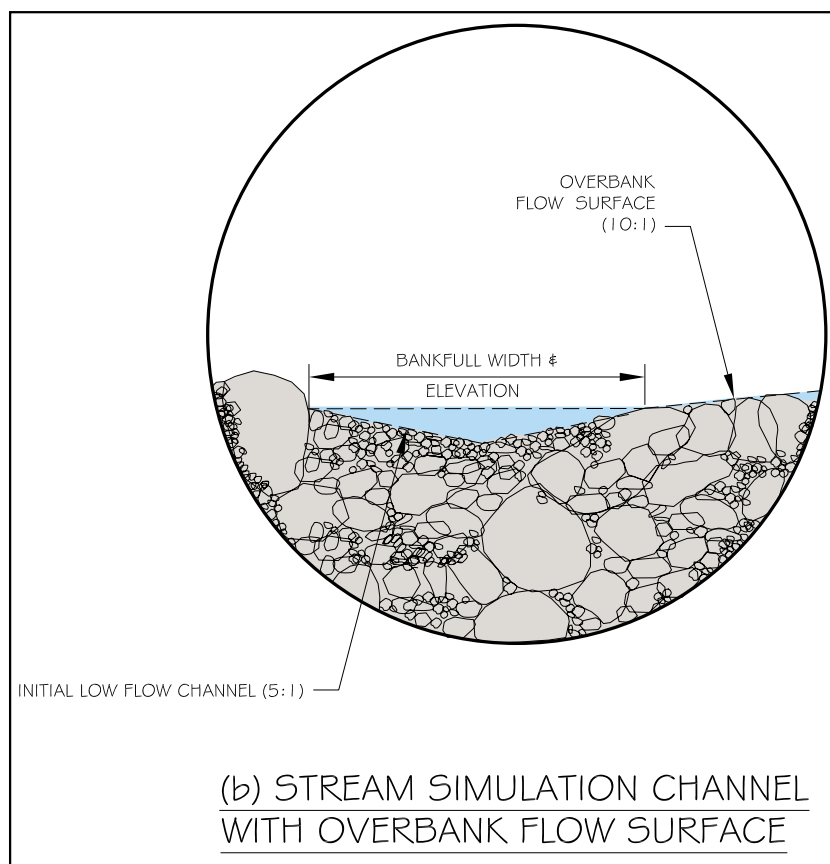 OVERBANK
FLOW SURFACE
(10:1)
BANKFULL WIDTH &
ELEVATION
INITIAL LOW FLOW CHANNEL (5:1)
(b) STREAM SIMULATION CHANNEL
WITH OVERBANK FLOW SURFACE